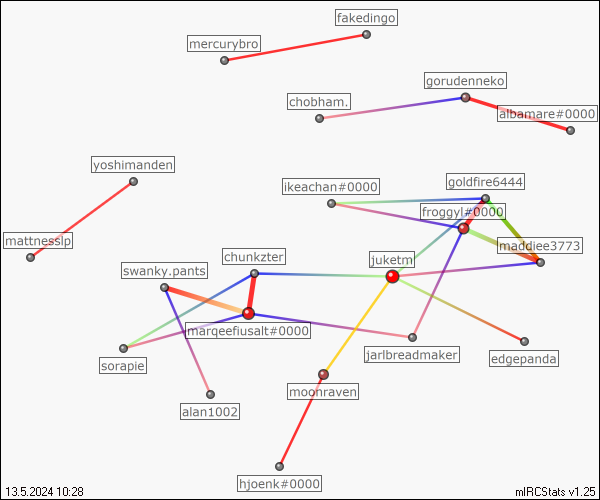 fakedingo
mercurybro
gorudenneko
chobham.
albamare#0000
yoshimanden
ikeachan#0000
goldfire6444
froggyl#0000
mattnesslp
maddiee3773
chunkzter
juketm
swanky.pants
marqeefiusalt#0000
jarlbreadmaker
edgepanda
sorapie
moonraven
alan1002
hjoenk#0000
13.5.2024 10:28
mIRCStats v1.25